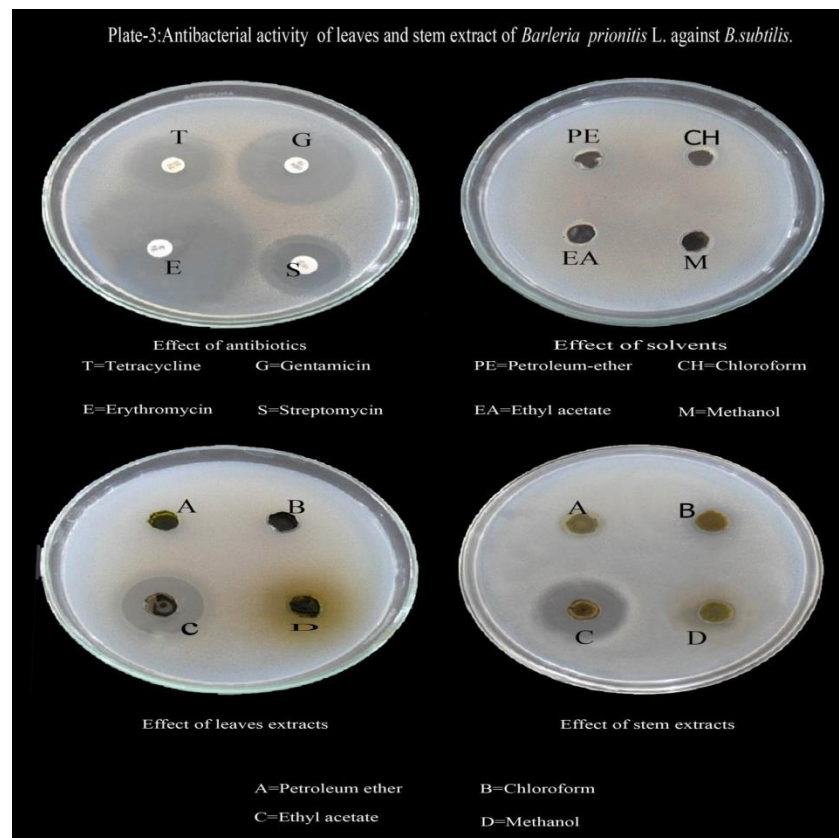 Plate-3:Antibacterial activity of leaves and stem extract of Barleria prionitis L. against B.subtilis.
T G
E S
PE CH
EA M
Effect of antibiotics
T=Tetracycline G=Gentamicin
E=Erythromycin S=Streptomycin
Effect of solvents
PE=Petroleum-ether CH=Chloroform
EA=Ethyl acetate M=Methanol
A B
C D
A B
C D
Effect of leaves extracts
Effect of stem extracts
A=Petroleum ether B=Chloroform
C=Ethyl acetate D=Methanol